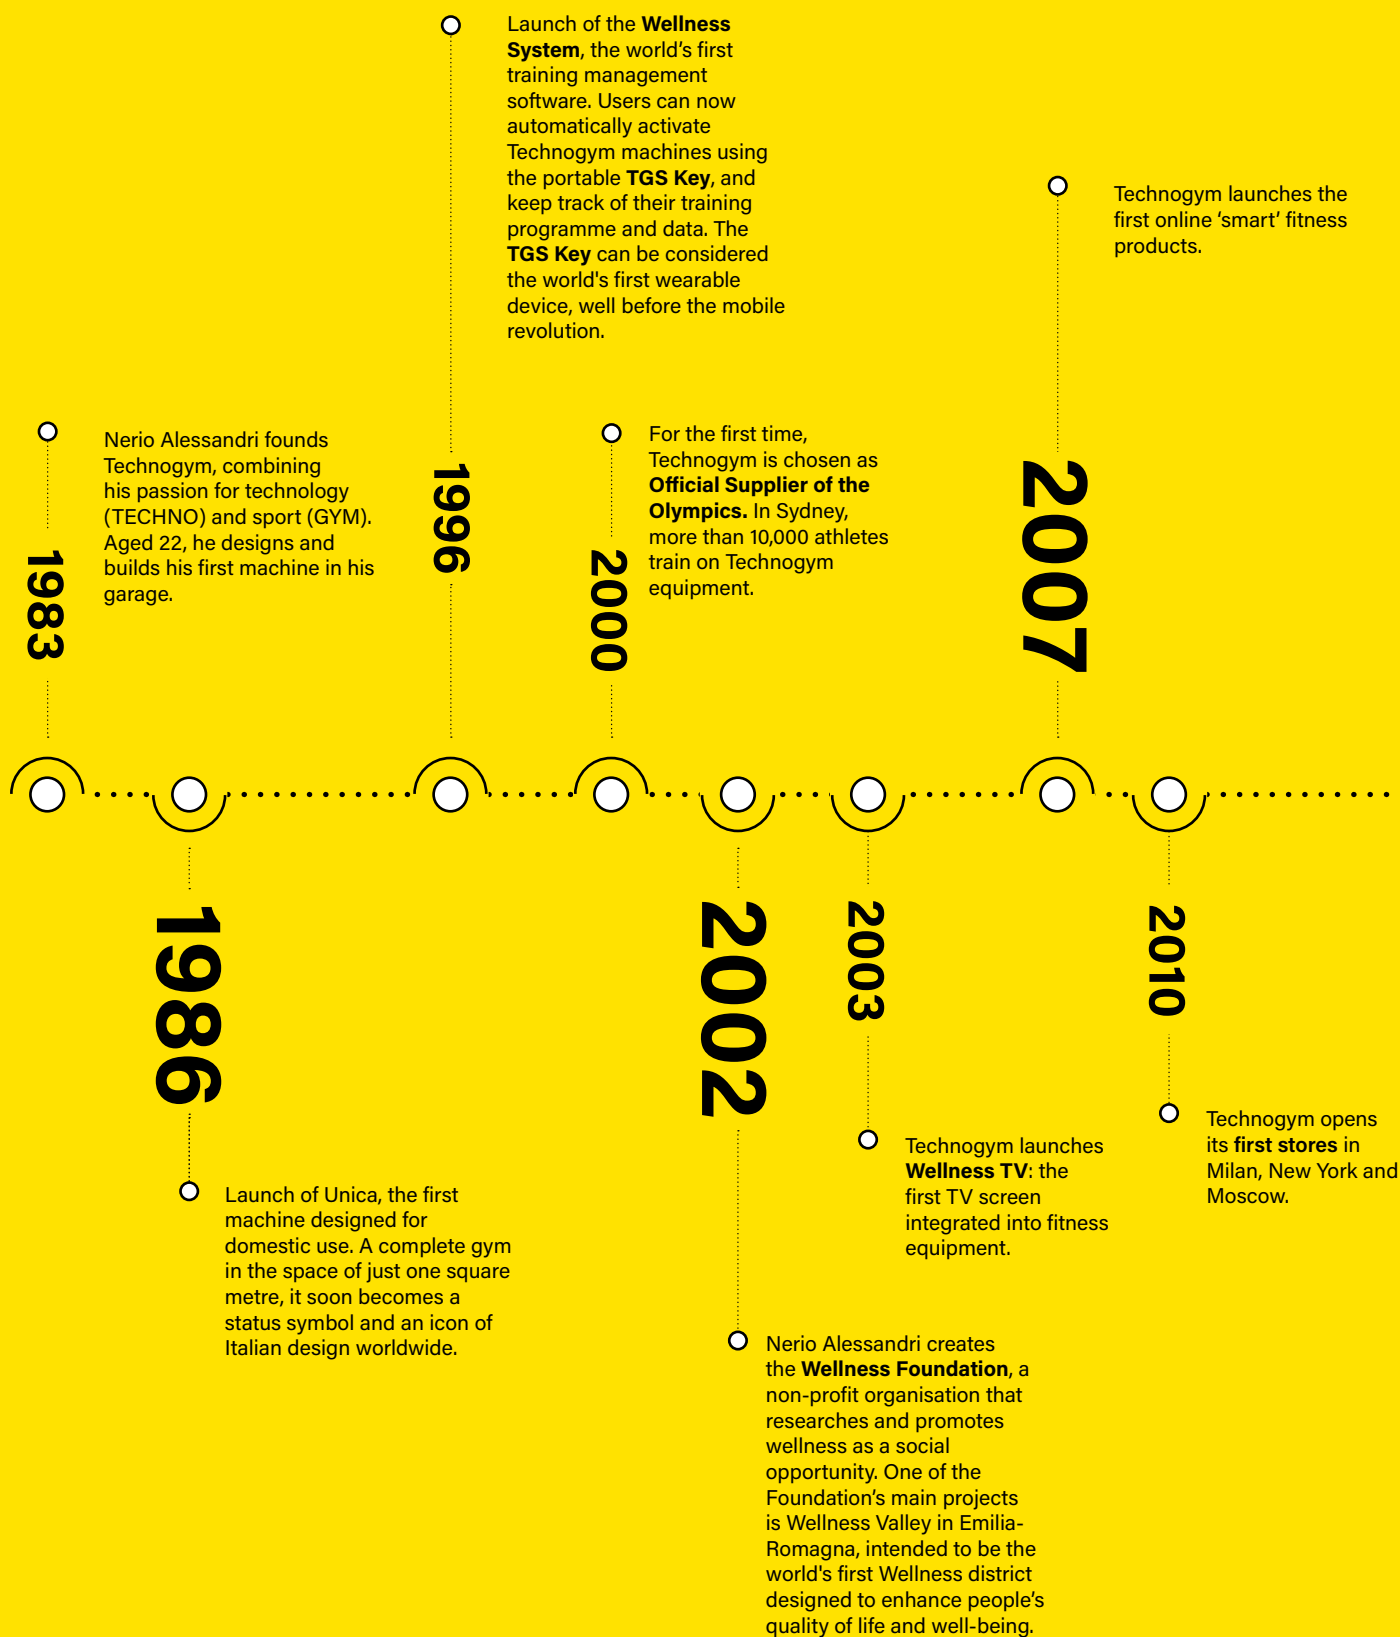 1983
Nerio Alessandri founds
Technogym, combining
his passion for technology
(TECHNO) and sport (GYM).
Aged 22, he designs and
builds his first machine in his
garage.
1986
Launch of Unica, the first
machine designed for
domestic use. A complete gym
in the space of just one square
metre, it soon becomes a
status symbol and an icon of
Italian design worldwide.
1996
Launch of the Wellness
System, the world’s first
training management
software. Users can now
automatically activate
Technogym machines using
the portable TGS Key, and
keep track of their training
programme and data. The
TGS Key can be considered
the world's first wearable
device, well before the mobile
revolution.
2000
For the first time,
Technogym is chosen as
Official Supplier of the
Olympics. In Sydney,
more than 10,000 athletes
train on Technogym
equipment.
2002
Nerio Alessandri creates
the Wellness Foundation, a
non-profit organisation that
researches and promotes
wellness as a social
opportunity. One of the
Foundation’s main projects
is Wellness Valley in Emilia-
Romagna, intended to be the
world's first Wellness district
designed to enhance people’s
quality of life and well-being.
2003
Technogym launches
Wellness TV: the
first TV screen
integrated into fitness
equipment.
2007
Technogym launches the
first online ‘smart’ fitness
products.
2010
Technogym opens
its first stores in
Milan, New York and
Moscow.